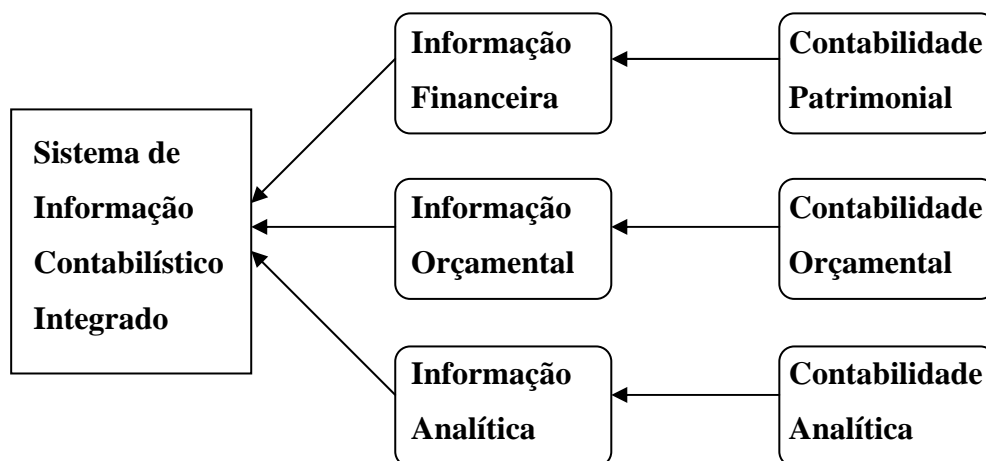 Informação
Financeira
Contabilidade
Patrimonial
Sistema de
Informação
Contabilístico
Integrado
Informação
Orçamental
Contabilidade
Orçamental
Informação
Analítica
Contabilidade
Analítica